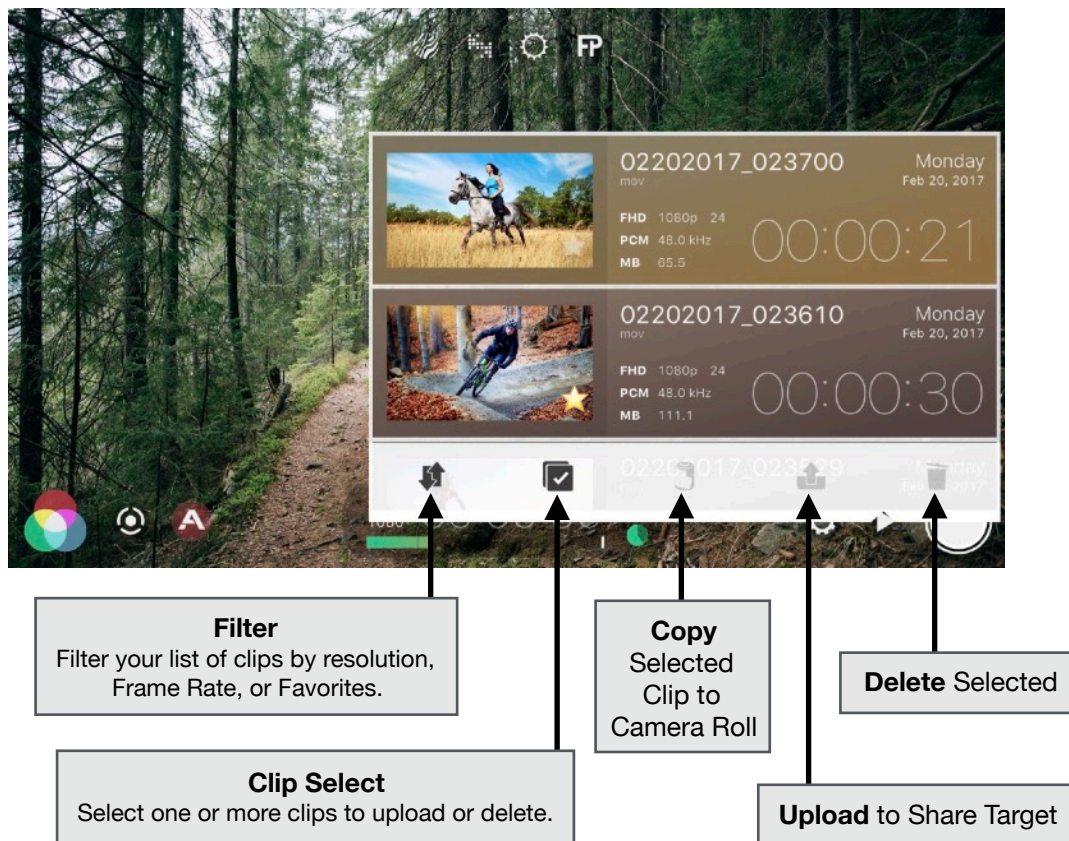 FP
02202017_023700 Monday
mov Feb 20, 2017
FHD 1080p 24
PCM 48.0 kHz 00:00:21
MB 65.5
02202017_023610 Monday
mov Feb 20, 2017
FHD 1080p 24
PCM 48.0 kHz 00:00:30
MB 111.1
Monday
A
1080
Filter
Filter your list of clips by resolution,
Frame Rate, or Favorites.
Clip Select
Select one or more clips to upload or delete.
Copy
Selected
Clip to
Camera Roll
Delete Selected
Upload to Share Target